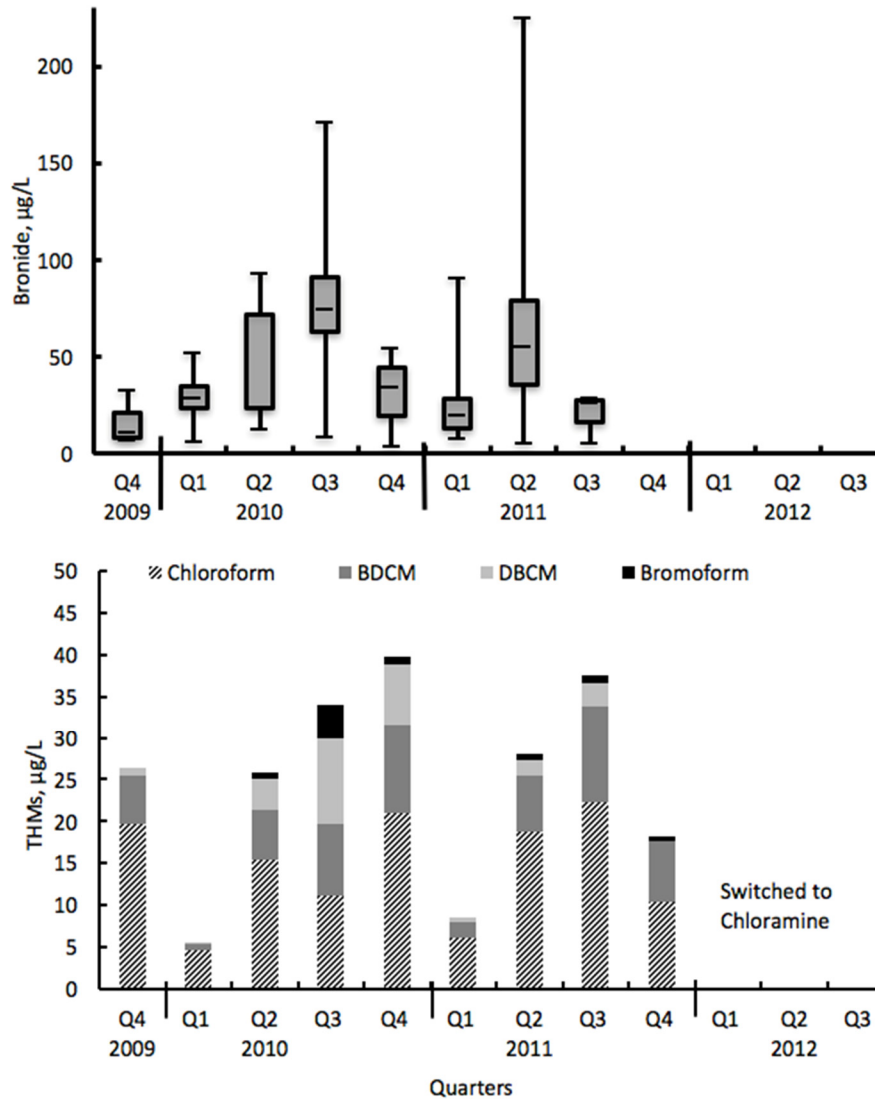 200
150
100
50
0
Bronide, µg/L
Q4 Q1 Q2 Q3 Q4 Q1 Q2 Q3 Q4 Q1 Q2 Q3
2009 2010 2011 2012
Chloroform BDCM DBCM Bromoform
50
45
40
35
30
25
20
15
10
5
0
THMs, µg/L
Switched to
Chloramine
Q4 Q1 Q2 Q3 Q4 Q1 Q2 Q3 Q4 Q1 Q2 Q3
2009 2010 2011 2012
Quarters